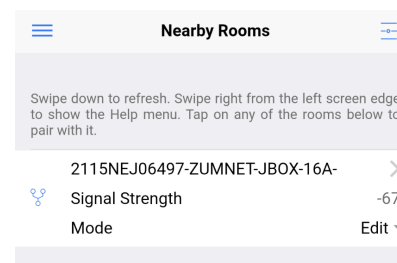 Nearby Rooms
Swipe down to refresh. Swipe right from the left screen edge
to show the Help menu. Tap on any of the rooms below to
pair with it.
2115NEJ06497-ZUMNET-JBOX-16A-
Signal Strength -67
Mode Edit